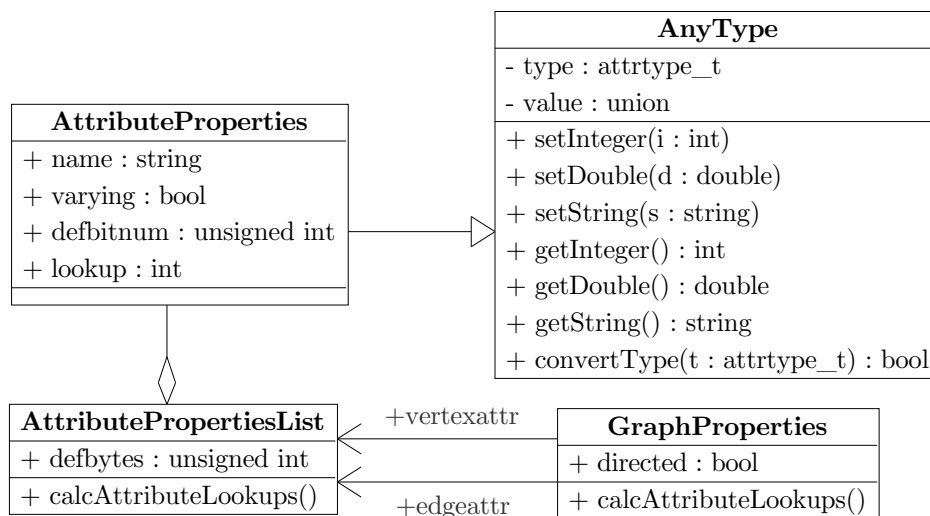 AnyType
- type : attrtype_t
- value : union
+ setInteger(i : int)
+ setDouble(d : double)
+ setString(s : string)
+ getInteger() : int
+ getDouble() : double
+ getString() : string
+ convertType(t : attrtype_t) : bool
AttributeProperties
+ name : string
+ varying : bool
+ defbitnum : unsigned int
+ lookup : int
AttributePropertiesList
+ defbytes : unsigned int
+ calcAttributeLookups()
+vertexattr
+edgeattr
GraphProperties
+ directed : bool
+ calcAttributeLookups()